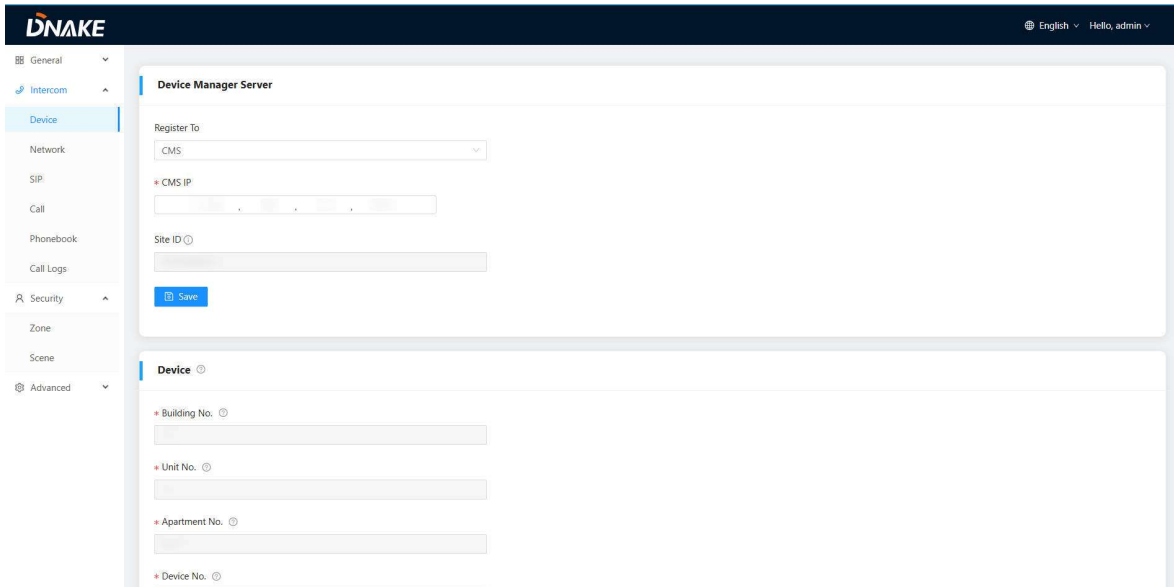 DNAKE
English
Hello, admin
General
Intercom
Device
Network
SIP
Call
Phonebook
Call Logs
Security
Zone
Scene
Advanced
Device Manager Server
Register To
CMS
* CMS IP
Site ID
Save
Device
* Building No.
* Unit No.
* Apartment No.
* Device No.